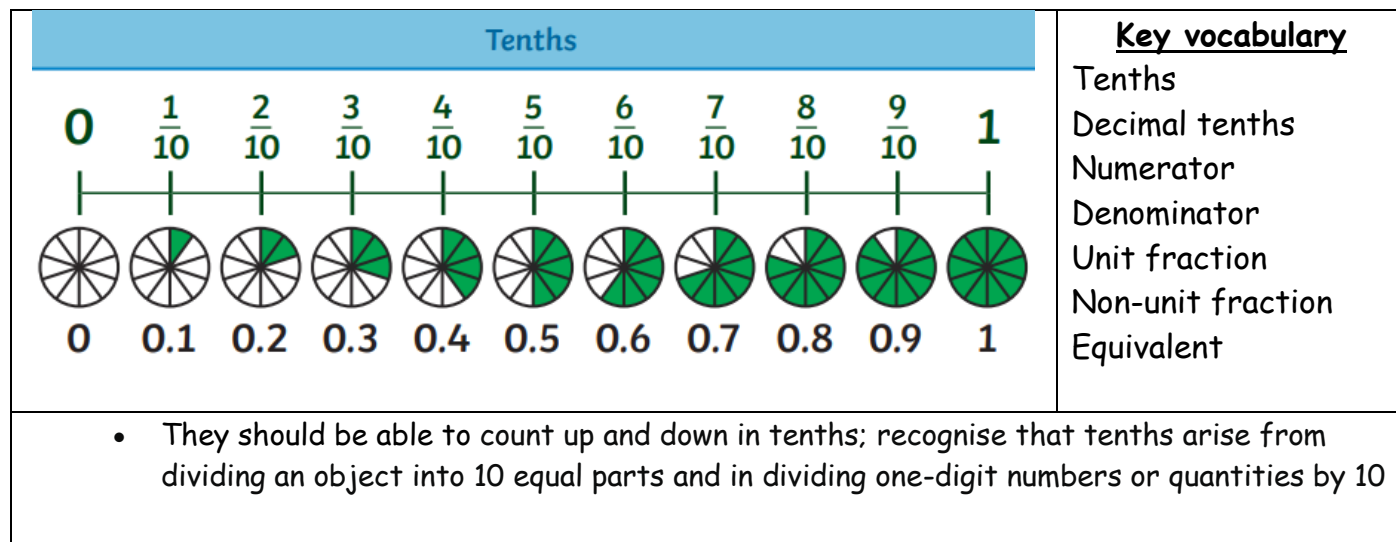 Tenths
0 1/10 2/10 3/10 4/10 5/10 6/10 7/10 8/10 9/10 1
0 0.1 0.2 0.3 0.4 0.5 0.6 0.7 0.8 0.9 1
Key vocabulary
Tenths
Decimal tenths
Numerator
Denominator
Unit fraction
Non-unit fraction
Equivalent
• They should be able to count up and down in tenths; recognise that tenths arise from
dividing an object into 10 equal parts and in dividing one-digit numbers or quantities by 10